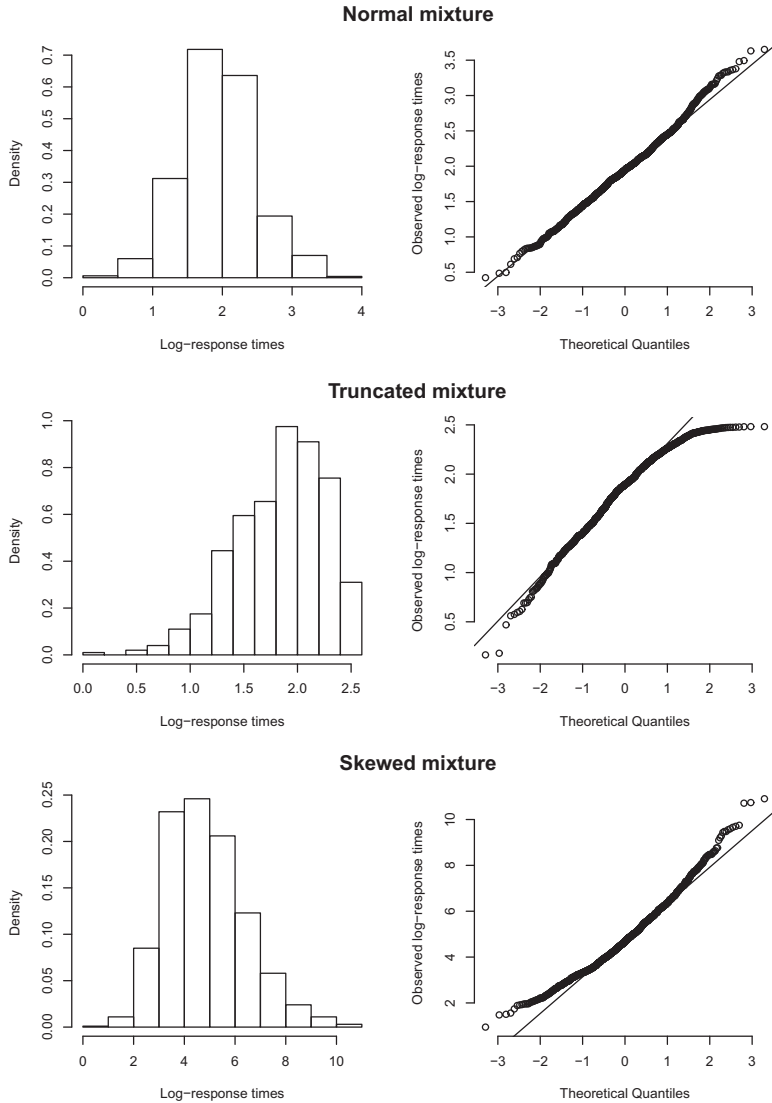 Normal mixture
Density
0.0 0.1 0.2 0.3 0.4 0.5 0.6 0.7
0 1 2 3 4
Log−response times
Observed log−response times
0.5 1.0 1.5 2.0 2.5 3.0 3.5
−3 −2 −1 0 1 2 3
Theoretical Quantiles
Truncated mixture
Density
0.0 0.2 0.4 0.6 0.8 1.0
0.0 0.5 1.0 1.5 2.0 2.5
Log−response times
Observed log−response times
0.5 1.0 1.5 2.0 2.5
−3 −2 −1 0 1 2 3
Theoretical Quantiles
Skewed mixture
Density
0.00 0.05 0.10 0.15 0.20 0.25
0 2 4 6 8 10
Log−response times
Observed log−response times
2 4 6 8 10
−3 −2 −1 0 1 2 3
Theoretical Quantiles